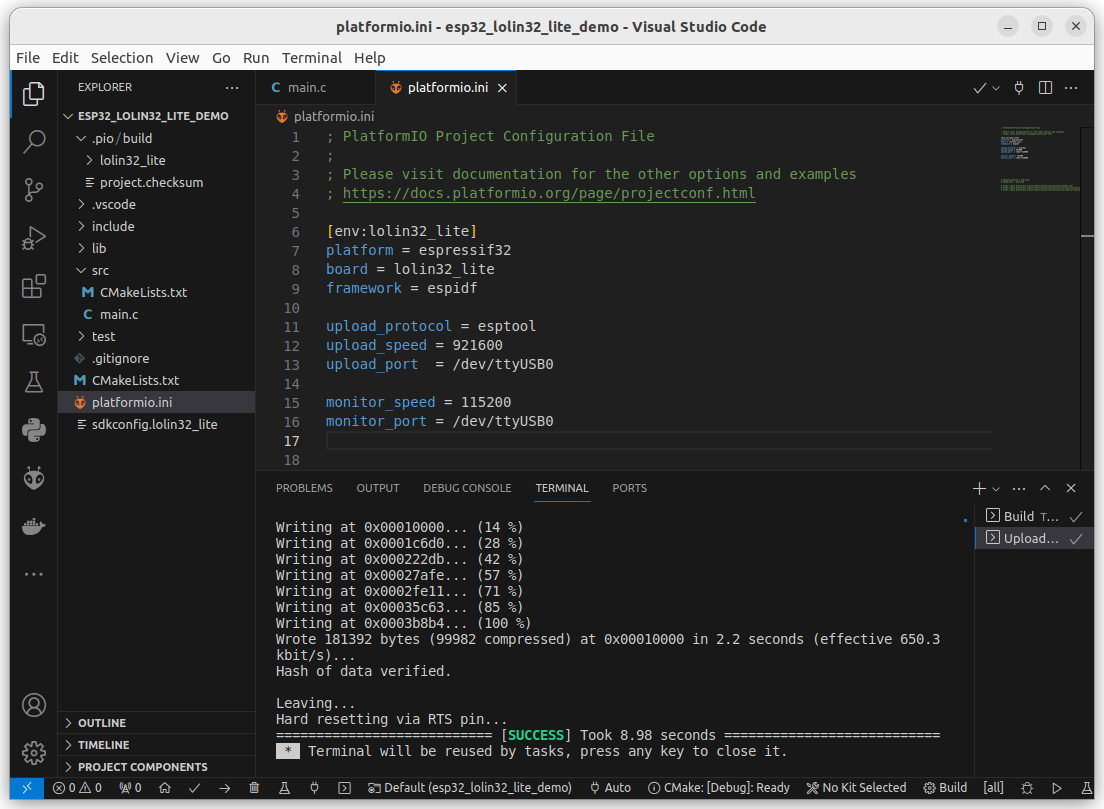 platformio.ini - esp32_lolin32_lite_demo - Visual Studio Code
File Edit Selection View Go Run Terminal Help
EXPLORER
ESP32_LOLIN32_LITE_DEMO
.pio / build
lolin32_lite
project.checksum
.vscode
include
lib
src
CMakeLists.txt
main.c
test
.gitignore
CMakeLists.txt
platformio.ini
sdkconfig.lolin32_lite
OUTLINE
TIMELINE
PROJECT COMPONENTS
main.c
platformio.ini
platformio.ini
1 ; PlatformIO Project Configuration File
2 ;
3 ; Please visit documentation for the other options and examples
4 ; https://docs.platformio.org/page/projectconf.html
5
6 [env:lolin32_lite]
7 platform = espressif32
8 board = lolin32_lite
9 framework = espidf
10
11 upload_protocol = esptool
12 upload_speed = 921600
13 upload_port  = /dev/ttyUSB0
14
15 monitor_speed = 115200
16 monitor_port = /dev/ttyUSB0
17
18
PROBLEMS OUTPUT DEBUG CONSOLE TERMINAL PORTS
Writing at 0x00010000... (14 %)
Writing at 0x0001c6d0... (28 %)
Writing at 0x000222db... (42 %)
Writing at 0x00027afe... (57 %)
Writing at 0x0002fe11... (71 %)
Writing at 0x00035c63... (85 %)
Writing at 0x0003b8b4... (100 %)
Wrote 181392 bytes (99982 compressed) at 0x00010000 in 2.2 seconds (effective 650.3
kbit/s)...
Hash of data verified.
Leaving...
Hard resetting via RTS pin...
=========================== [SUCCESS] Took 8.98 seconds ===========================
* Terminal will be reused by tasks, press any key to close it.
Build T...
Upload...
0 0 0 Default (esp32_lolin32_lite_demo) Auto CMake: [Debug]: Ready No Kit Selected Build [all]